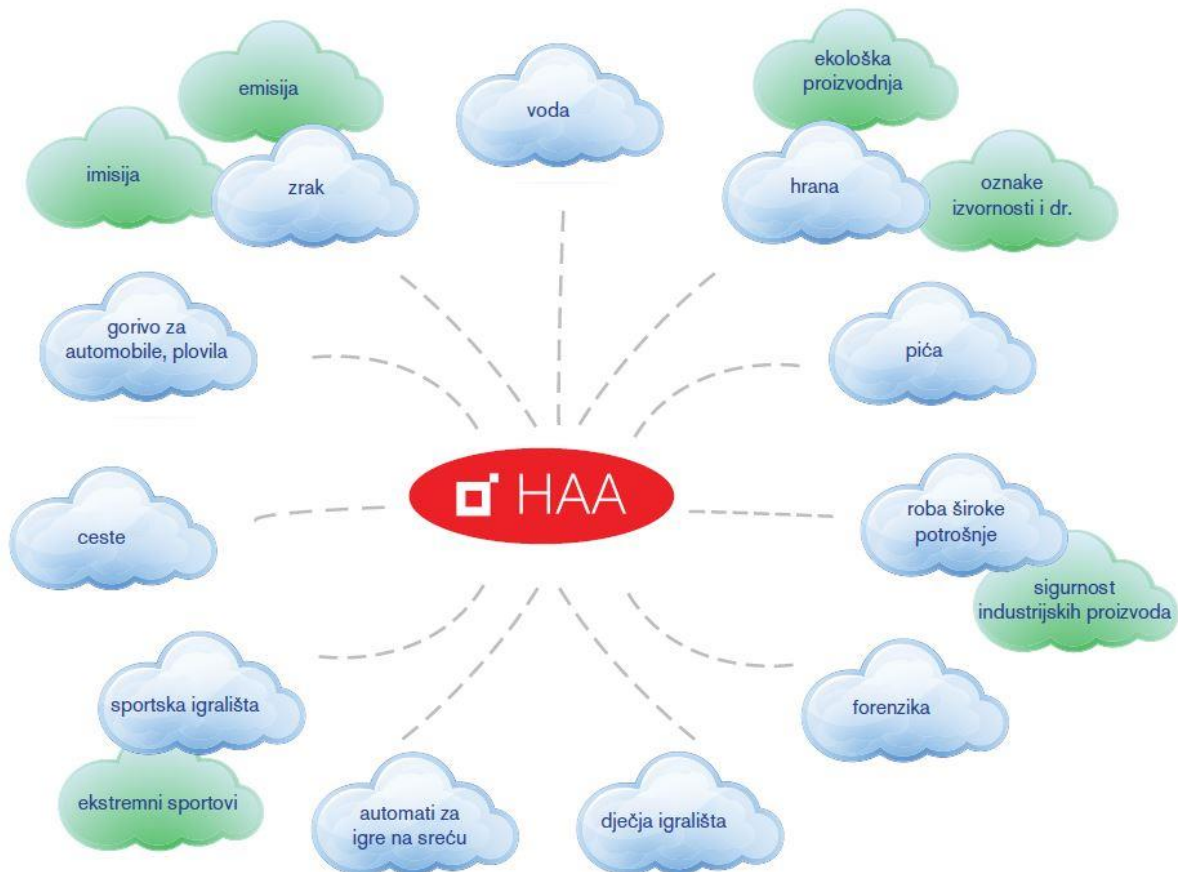 emisija
imisija
zrak
voda
ekološka
proizvodnja
hrana
oznake
izvornosti i dr.
gorivo za
automobile, plovila
pića
HAA
ceste
roba široke
potrošnje
sigurnost
industrijskih proizvoda
sportska igrališta
ekstremni sportovi
forenzika
automati za
igre na sreću
dječja igrališta